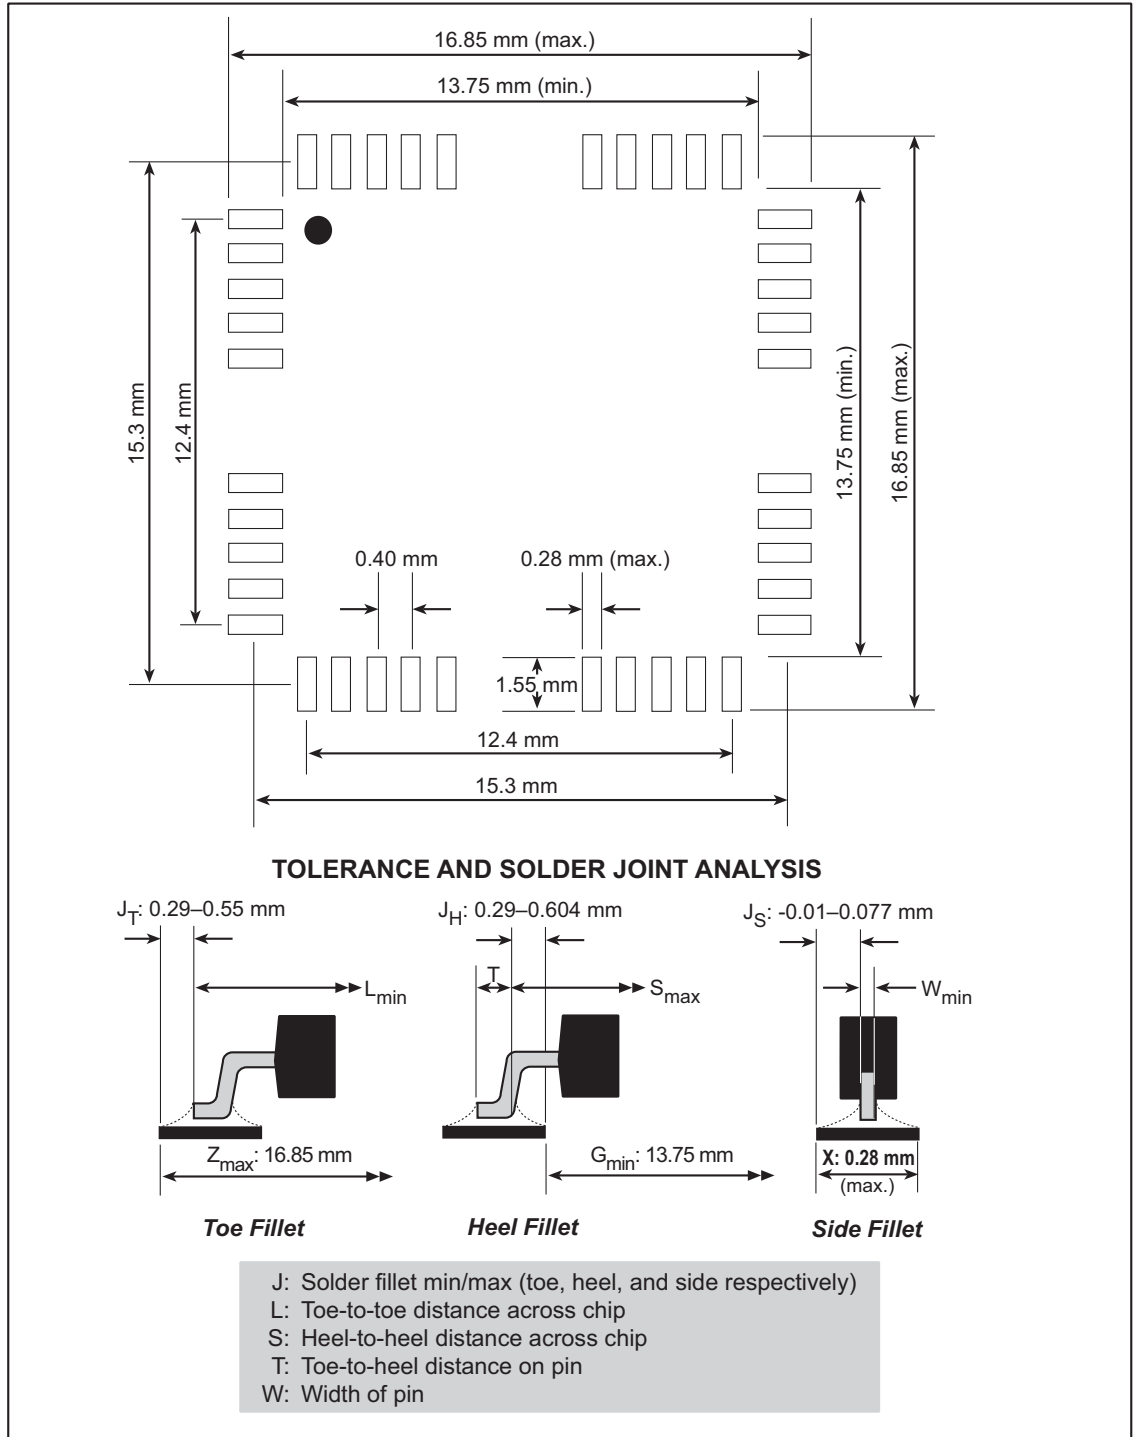 16.85 mm (max.)
13.75 mm (min.)
15.3 mm
12.4 mm
13.75 mm (min.)
16.85 mm (max.)
0.40 mm
0.28 mm (max.)
1.55 mm
12.4 mm
15.3 mm
TOLERANCE AND SOLDER JOINT ANALYSIS
JT: 0.29–0.55 mm
JH: 0.29–0.604 mm
JS: -0.01–0.077 mm
Lmin
T
Smax
Wmin
Zmax: 16.85 mm
Gmin: 13.75 mm
X: 0.28 mm
(max.)
Toe Fillet
Heel Fillet
Side Fillet
J: Solder fillet min/max (toe, heel, and side respectively)
L: Toe-to-toe distance across chip
S: Heel-to-heel distance across chip
T: Toe-to-heel distance on pin
W: Width of pin